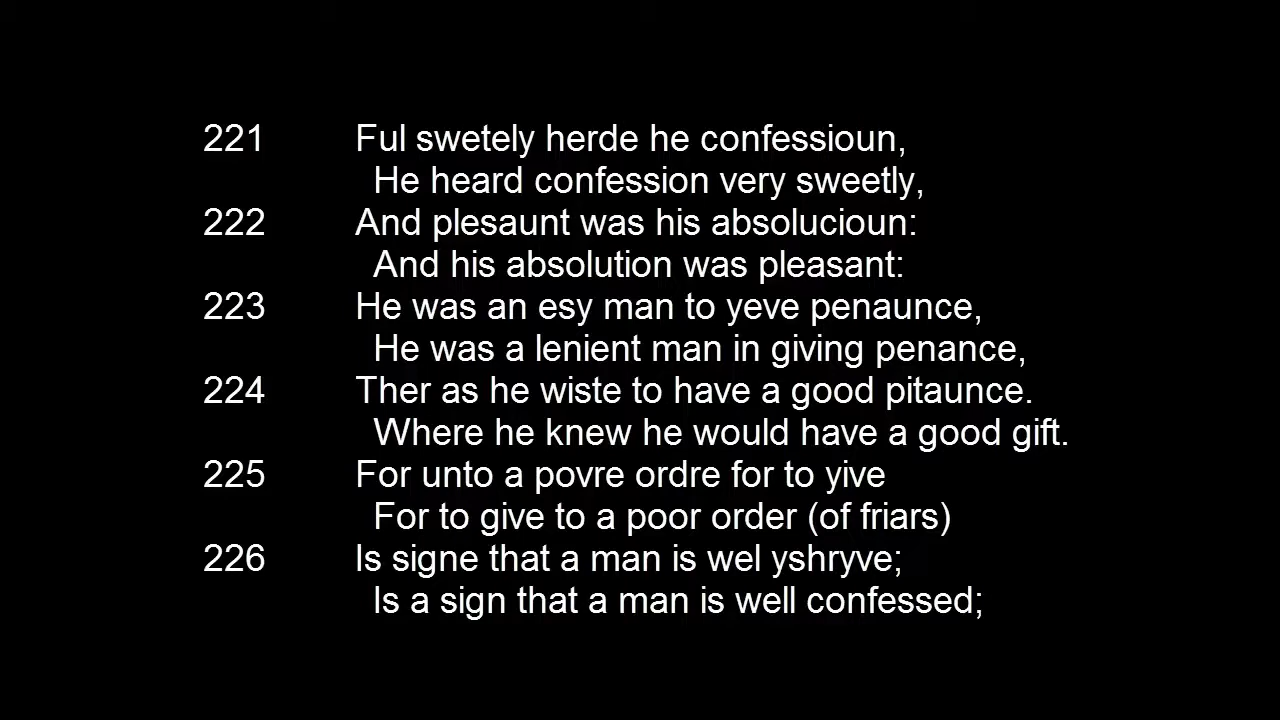 221 Ful swetely herde he confessioun,
He heard confession very sweetly,
222 And plesaunt was his absolucioun:
And his absolution was pleasant:
223 He was an esy man to yeve penaunce,
He was a lenient man in giving penance,
224 Ther as he wiste to have a good pitaunce.
Where he knew he would have a good gift.
225 For unto a povre ordre for to yive
For to give to a poor order (of friars)
226 Is signe that a man is wel yshryve;
Is a sign that a man is well confessed;